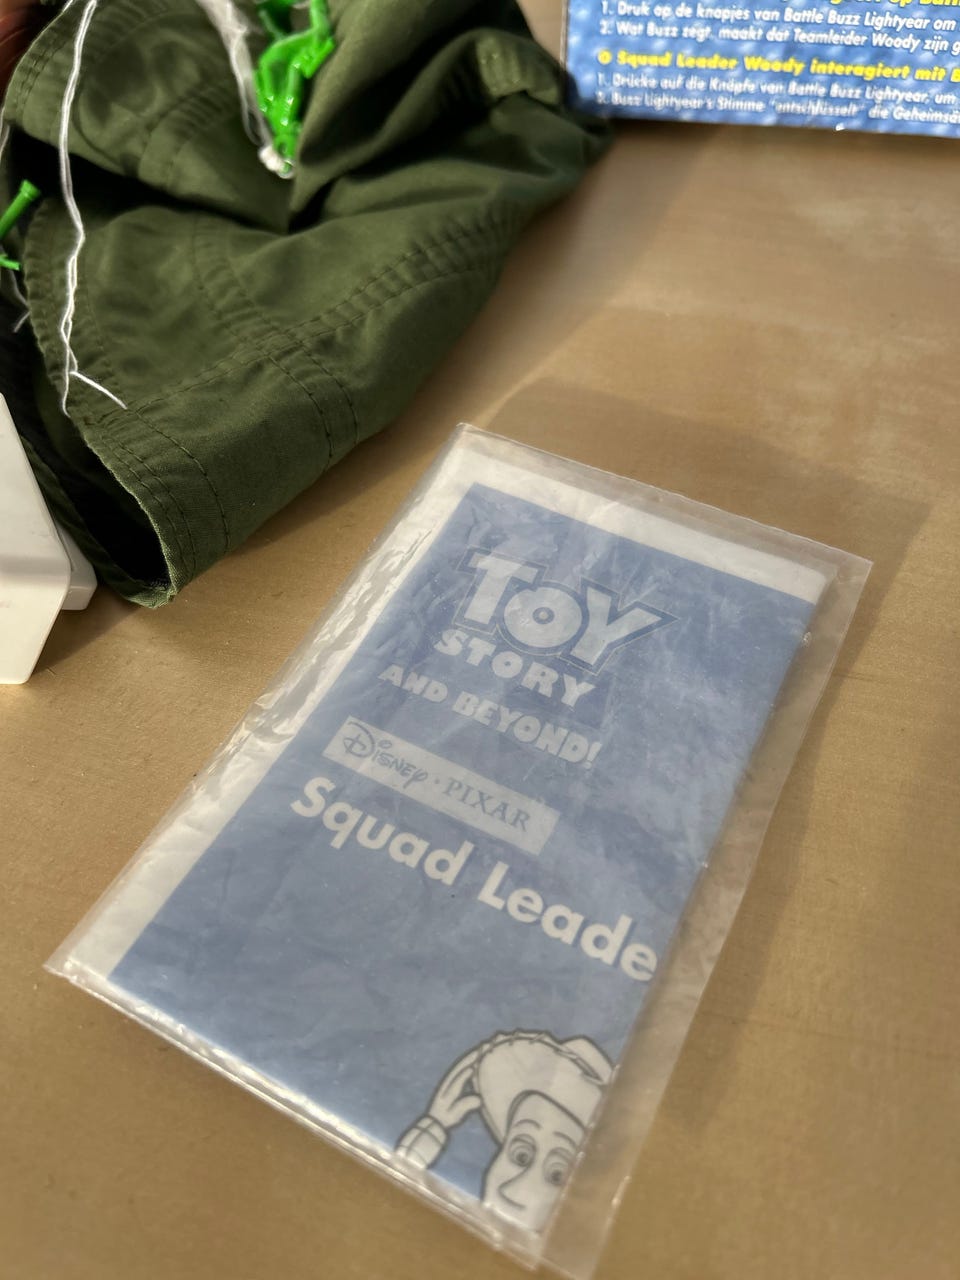 1. Druk op de knopjes van Battle Buzz Lightyear om
2. Wat Buzz zegt, maakt dat Teamleider Woody zijn g
Squad Leader Woody interagiert mit B
1. Drücke auf die Knöpfe von Battle Buzz Lightyear, um
2. Buzz Lightyear's Stimme "entschlüsselt" die Geheimsä
TOY
STORY
AND BEYOND!
DISNEY • PIXAR
Squad Leade